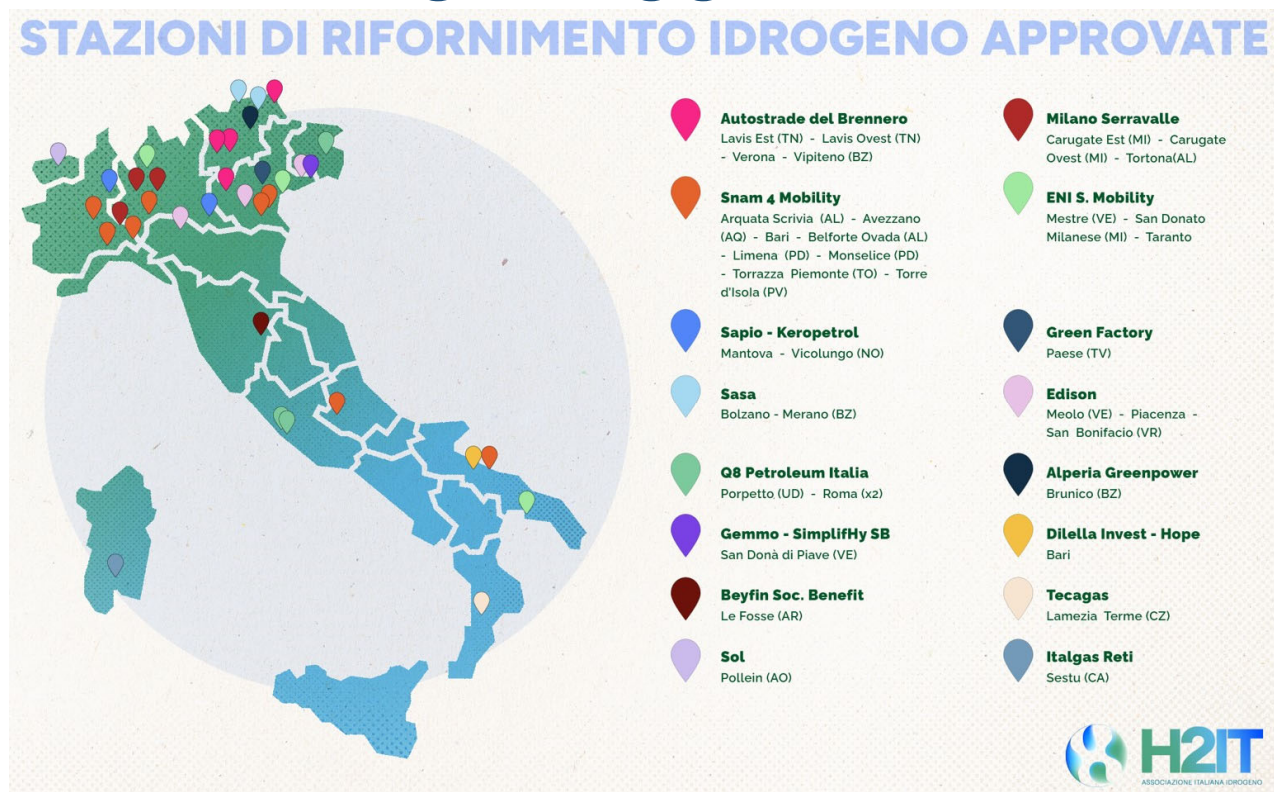 STAZIONI DI RIFORNIMENTO IDROGENO APPROVATE
Autostrade del Brennero
Lavis Est (TN) - Lavis Ovest (TN)
- Verona - Vipiteno (BZ)
Snam 4 Mobility
Arquata Scrivia (AL) - Avezzano
(AQ) - Bari - Belforte Ovada (AL)
- Limena (PD) - Monselice (PD)
- Torrazza Piemonte (TO) - Torre
d'Isola (PV)
Sapio - Keropetrol
Mantova - Vicolungo (NO)
Sasa
Bolzano - Merano (BZ)
Q8 Petroleum Italia
Porpetto (UD) - Roma (x2)
Gemmo - SimplifHy SB
San Donà di Piave (VE)
Beyfin Soc. Benefit
Le Fosse (AR)
Sol
Pollein (AO)
Milano Serravalle
Carugate Est (MI) - Carugate
Ovest (MI) - Tortona(AL)
ENI S. Mobility
Mestre (VE) - San Donato
Milanese (MI) - Taranto
Green Factory
Paese (TV)
Edison
Meolo (VE) - Piacenza -
San Bonifacio (VR)
Alperia Greenpower
Brunico (BZ)
Dilella Invest - Hope
Bari
Tecagas
Lamezia Terme (CZ)
Italgas Reti
Sestu (CA)
H2IT
ASSOCIAZIONE ITALIANA IDROGENO